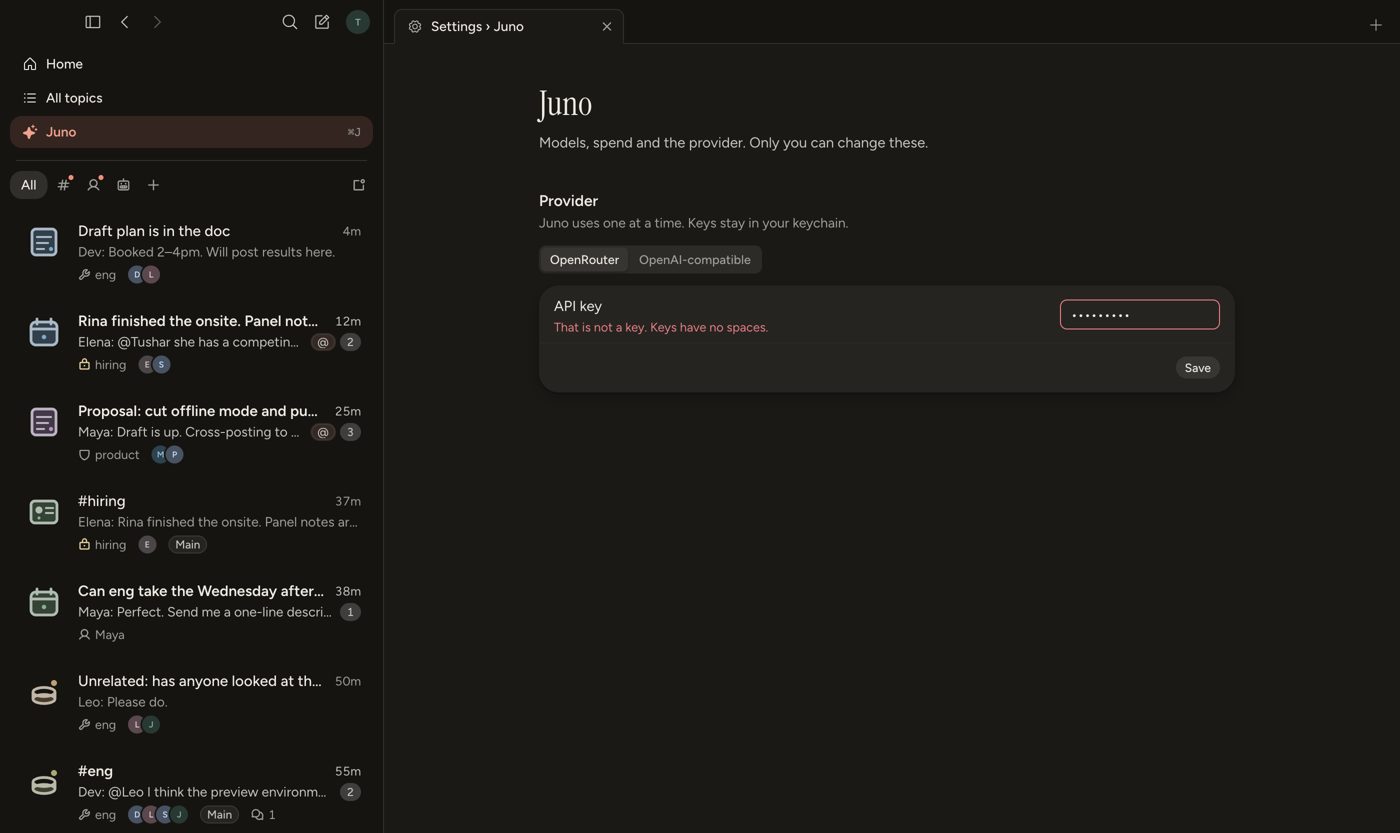 T
Settings › Juno
Home
All topics
Juno ⌘J
All
Draft plan is in the doc 4m
Dev: Booked 2–4pm. Will post results here.
eng D L
Rina finished the onsite. Panel not... 12m
Elena: @Tushar she has a competin... @ 2
hiring E S
Proposal: cut offline mode and pu... 25m
Maya: Draft is up. Cross-posting to ... @ 3
product M P
#hiring 37m
Elena: Rina finished the onsite. Panel notes ar...
hiring E Main
Can eng take the Wednesday after... 38m
Maya: Perfect. Send me a one-line descri... 1
Maya
Unrelated: has anyone looked at th... 50m
Leo: Please do.
eng L J
#eng 55m
Dev: @Leo I think the preview environm... 2
eng D L S J Main 1
Juno
Models, spend and the provider. Only you can change these.
Provider
Juno uses one at a time. Keys stay in your keychain.
OpenRouter OpenAI-compatible
API key
That is not a key. Keys have no spaces.
•••••••••
Save